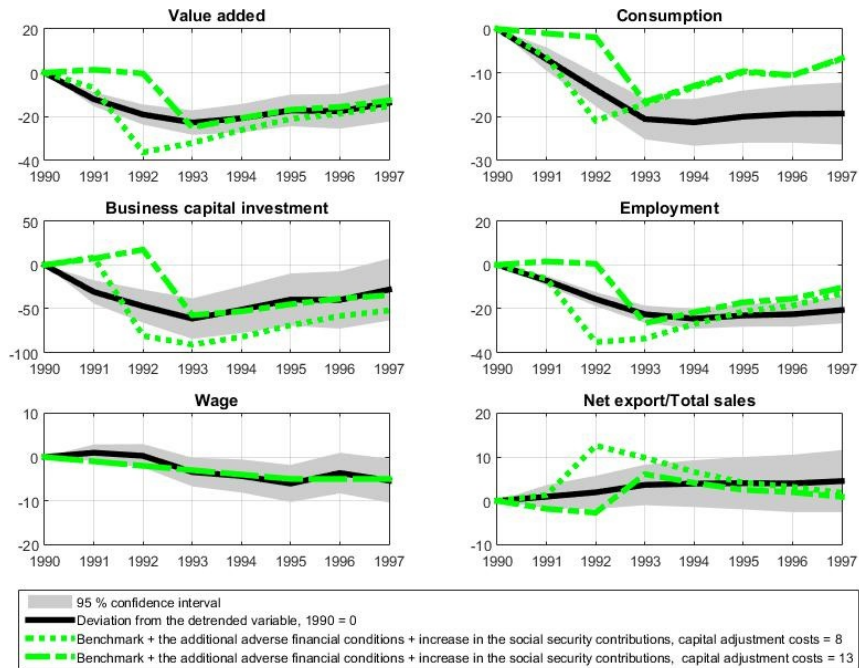 Value added
20
0
-20
-40
1990 1991 1992 1993 1994 1995 1996 1997
Consumption
0
-10
-20
-30
1990 1991 1992 1993 1994 1995 1996 1997
Business capital investment
50
0
-50
-100
1990 1991 1992 1993 1994 1995 1996 1997
Employment
20
0
-20
-40
1990 1991 1992 1993 1994 1995 1996 1997
Wage
10
0
-10
-20
1990 1991 1992 1993 1994 1995 1996 1997
Net export/Total sales
20
10
0
-10
1990 1991 1992 1993 1994 1995 1996 1997
95 % confidence interval
Deviation from the detrended variable, 1990 = 0
Benchmark + the additional adverse financial conditions + increase in the social security contributions, capital adjustment costs = 8
Benchmark + the additional adverse financial conditions + increase in the social security contributions, capital adjustment costs = 13